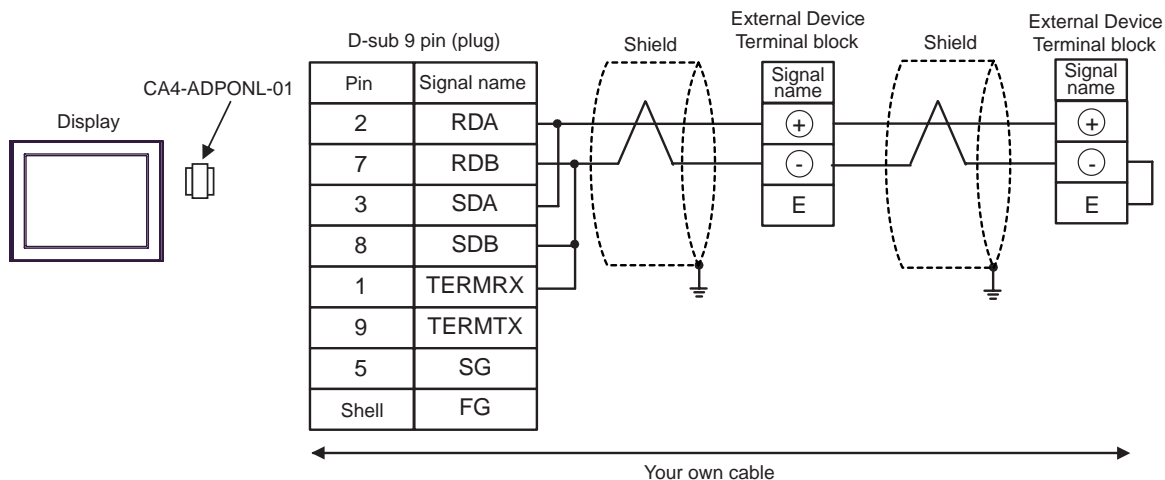 External Device
Terminal block
External Device
Terminal block
D-sub 9 pin (plug)
Shield
Shield
CA4-ADPONL-01
Display
Pin Signal name
Signal
name
Signal
name
2 RDA + +
7 RDB - -
3 SDA E E
8 SDB
1 TERMRX
9 TERMTX
5 SG
Shell FG
Your own cable